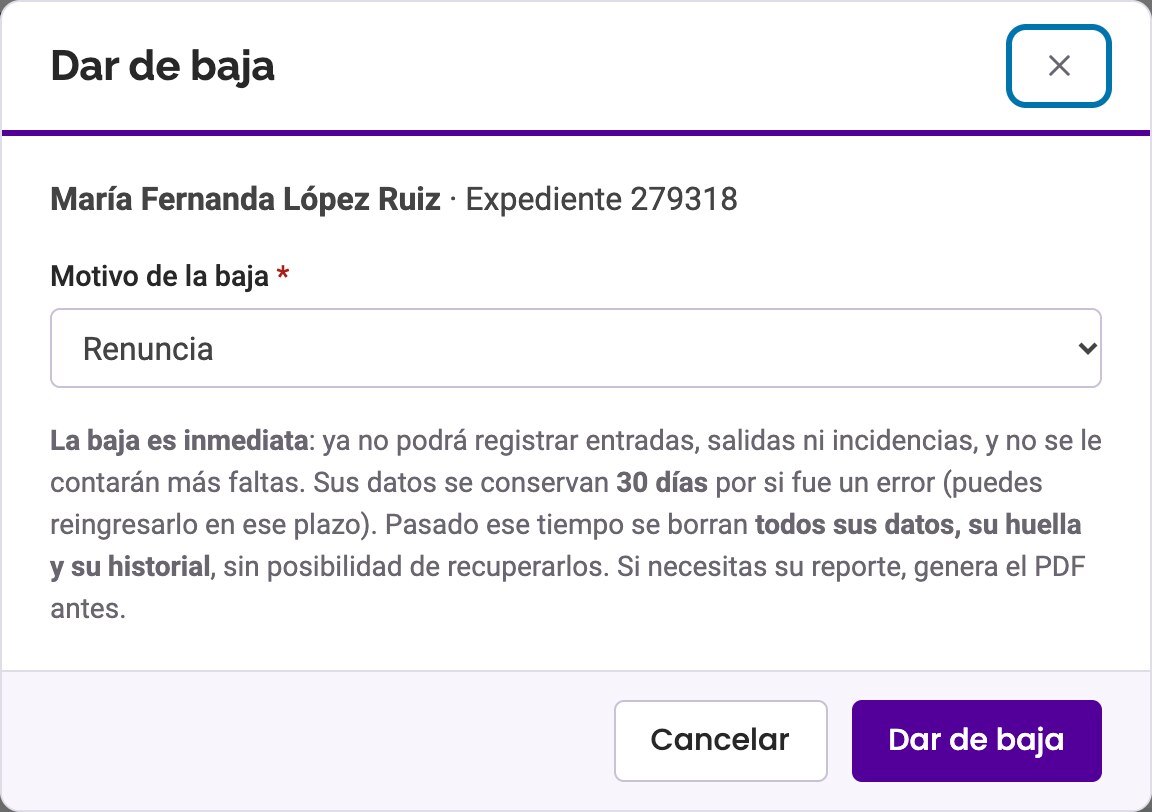 Dar de baja
María Fernanda López Ruiz · Expediente 279318
Motivo de la baja *
Renuncia
La baja es inmediata: ya no podrá registrar entradas, salidas ni incidencias, y no se le
contarán más faltas. Sus datos se conservan 30 días por si fue un error (puedes
reingresarlo en ese plazo). Pasado ese tiempo se borran todos sus datos, su huella
y su historial, sin posibilidad de recuperarlos. Si necesitas su reporte, genera el PDF
antes.
Cancelar
Dar de baja